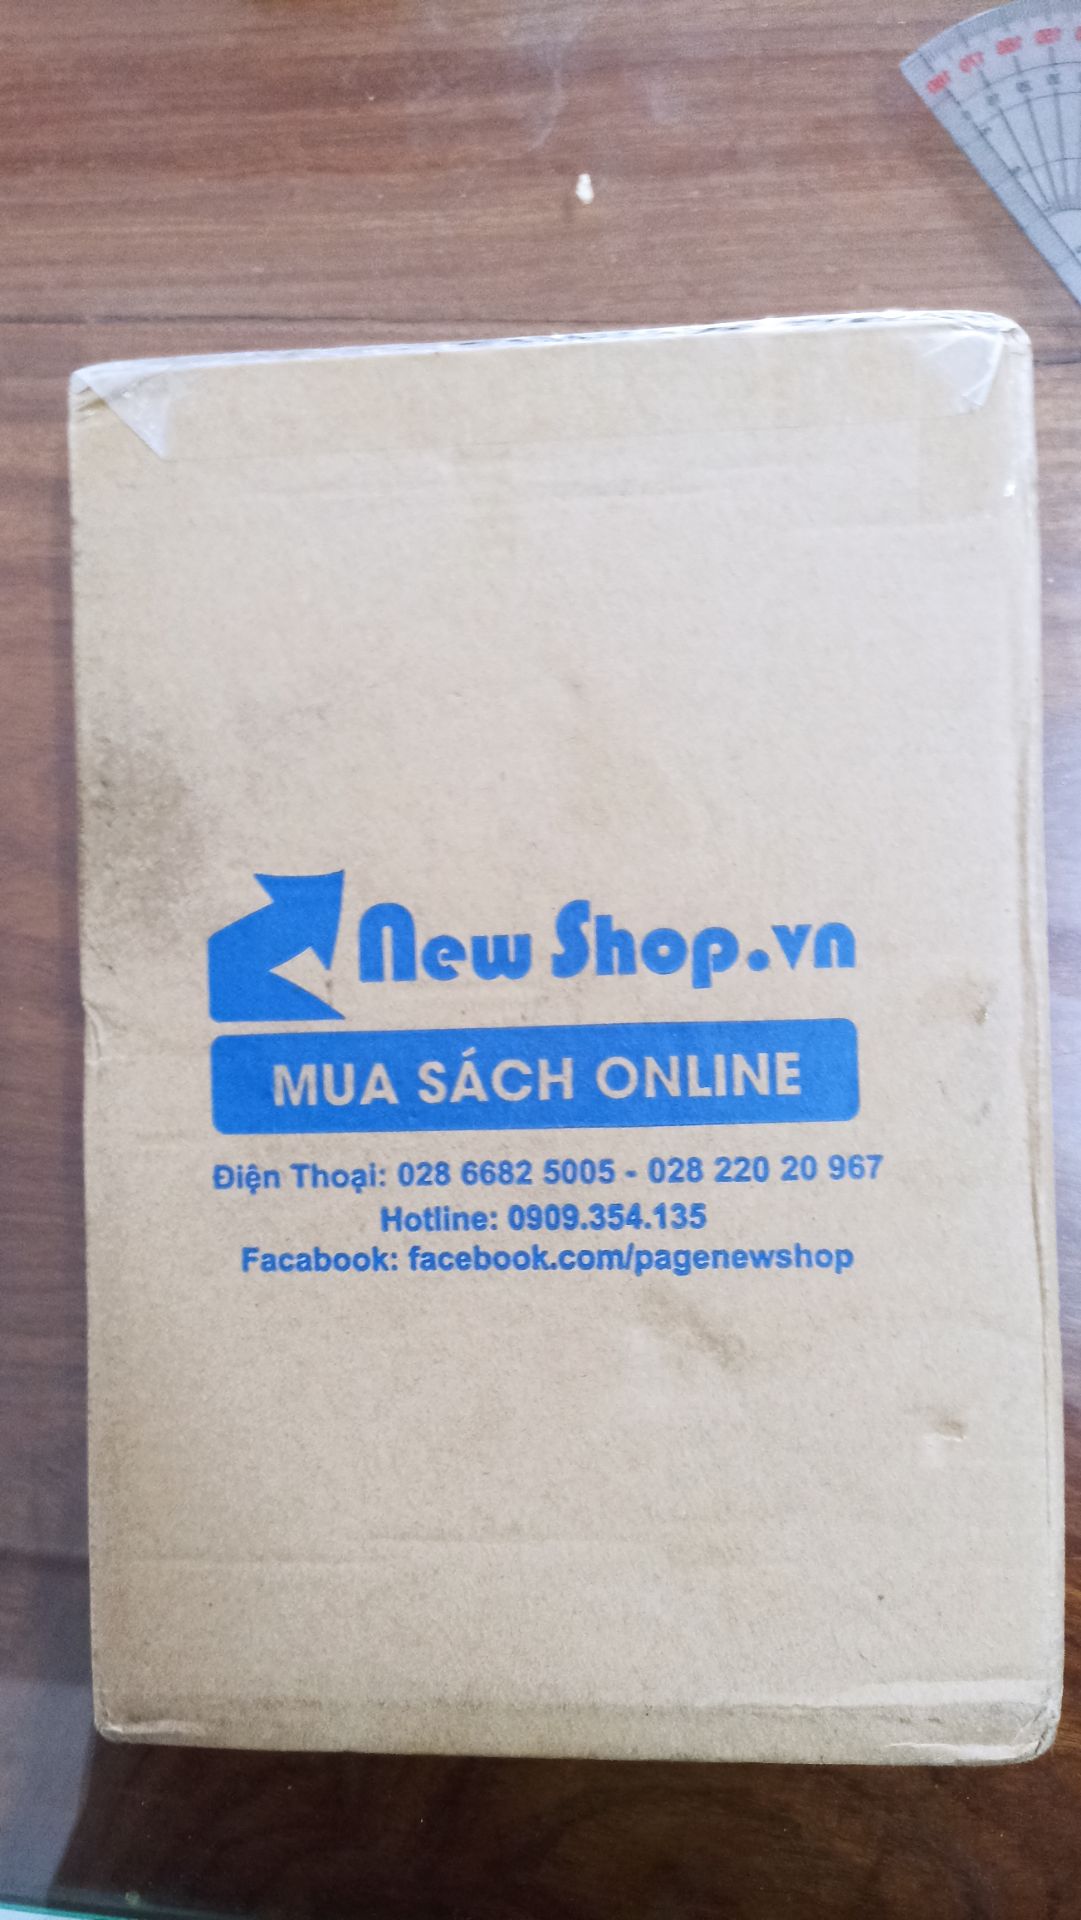 New Shop.vn
MUA SÁCH ONLINE
Điện Thoại: 028 6682 5005 - 028 220 20 967
Hotline: 0909.354.135
Facabook: facebook.com/pagenewshop